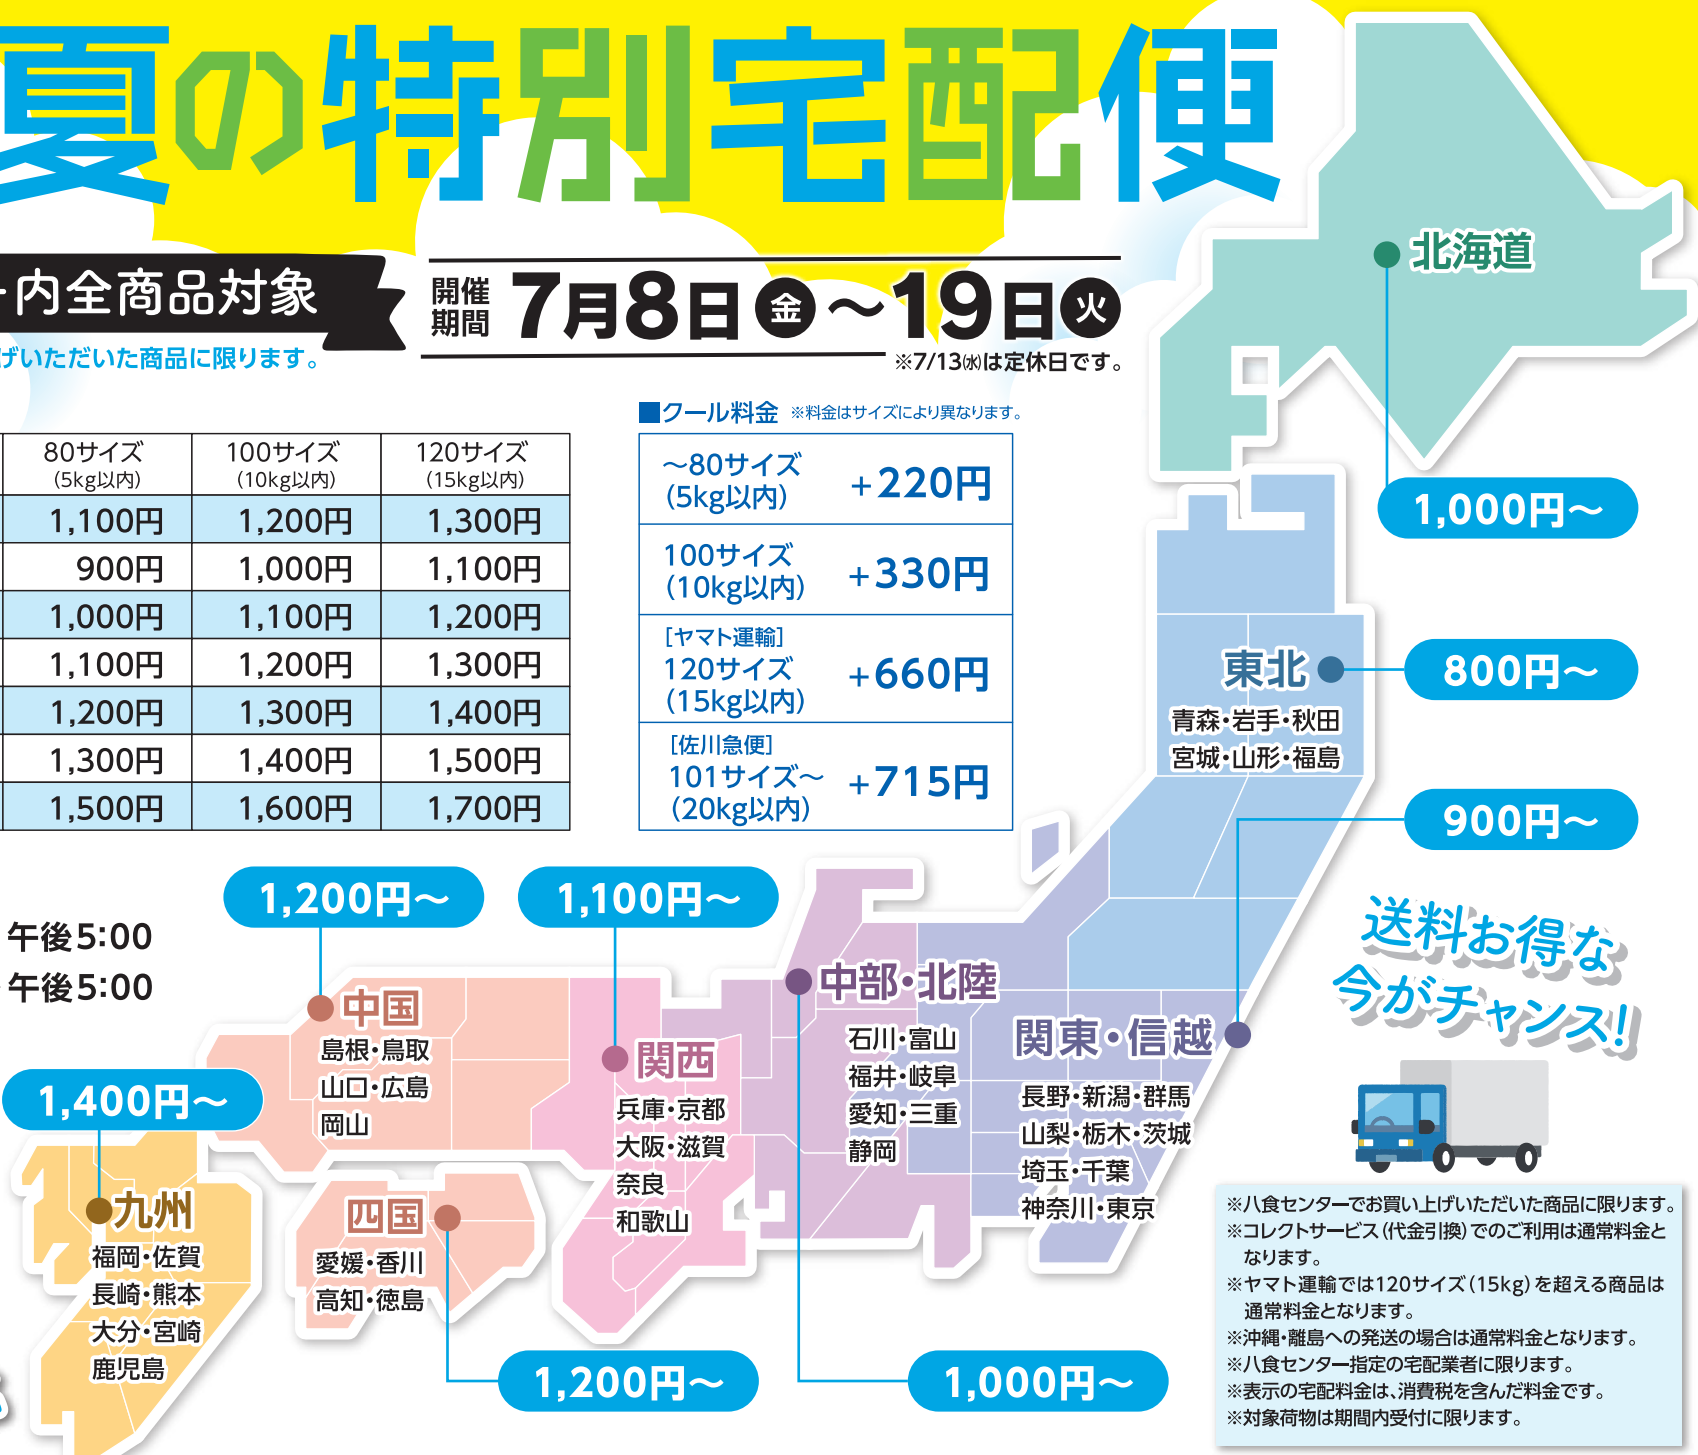 夏の特別宅配便
ー内全商品対象
げいただいた商品に限ります。
開催
期間
7月8日㊎〜19日㊋
※7/13㈬は定休日です。
80サイズ
(5kg以内)
100サイズ
(10kg以内)
120サイズ
(15kg以内)
1,100円 1,200円 1,300円
900円 1,000円 1,100円
1,000円 1,100円 1,200円
1,100円 1,200円 1,300円
1,200円 1,300円 1,400円
1,300円 1,400円 1,500円
1,500円 1,600円 1,700円
■クール料金 ※料金はサイズにより異なります。
〜80サイズ
(5kg以内)
+220円
100サイズ
(10kg以内)
+330円
[ヤマト運輸]
120サイズ
(15kg以内)
+660円
[佐川急便]
101サイズ〜
(20kg以内)
+715円
午後5:00
午後5:00
北海道
1,000円〜
東北
青森・岩手・秋田
宮城・山形・福島
800円〜
900円〜
関東・信越
長野・新潟・群馬
山梨・栃木・茨城
埼玉・千葉
神奈川・東京
中部・北陸
石川・富山
福井・岐阜
愛知・三重
静岡
1,000円〜
1,100円〜
関西
兵庫・京都
大阪・滋賀
奈良
和歌山
1,200円〜
中国
島根・鳥取
山口・広島
岡山
四国
愛媛・香川
高知・徳島
1,200円〜
1,400円〜
九州
福岡・佐賀
長崎・熊本
大分・宮崎
鹿児島
送料お得な
今がチャンス!
※八食センターでお買い上げいただいた商品に限ります。
※コレクトサービス(代金引換)でのご利用は通常料金と
なります。
※ヤマト運輸では120サイズ(15kg)を超える商品は
通常料金となります。
※沖縄・離島への発送の場合は通常料金となります。
※八食センター指定の宅配業者に限ります。
※表示の宅配料金は、消費税を含んだ料金です。
※対象荷物は期間内受付に限ります。